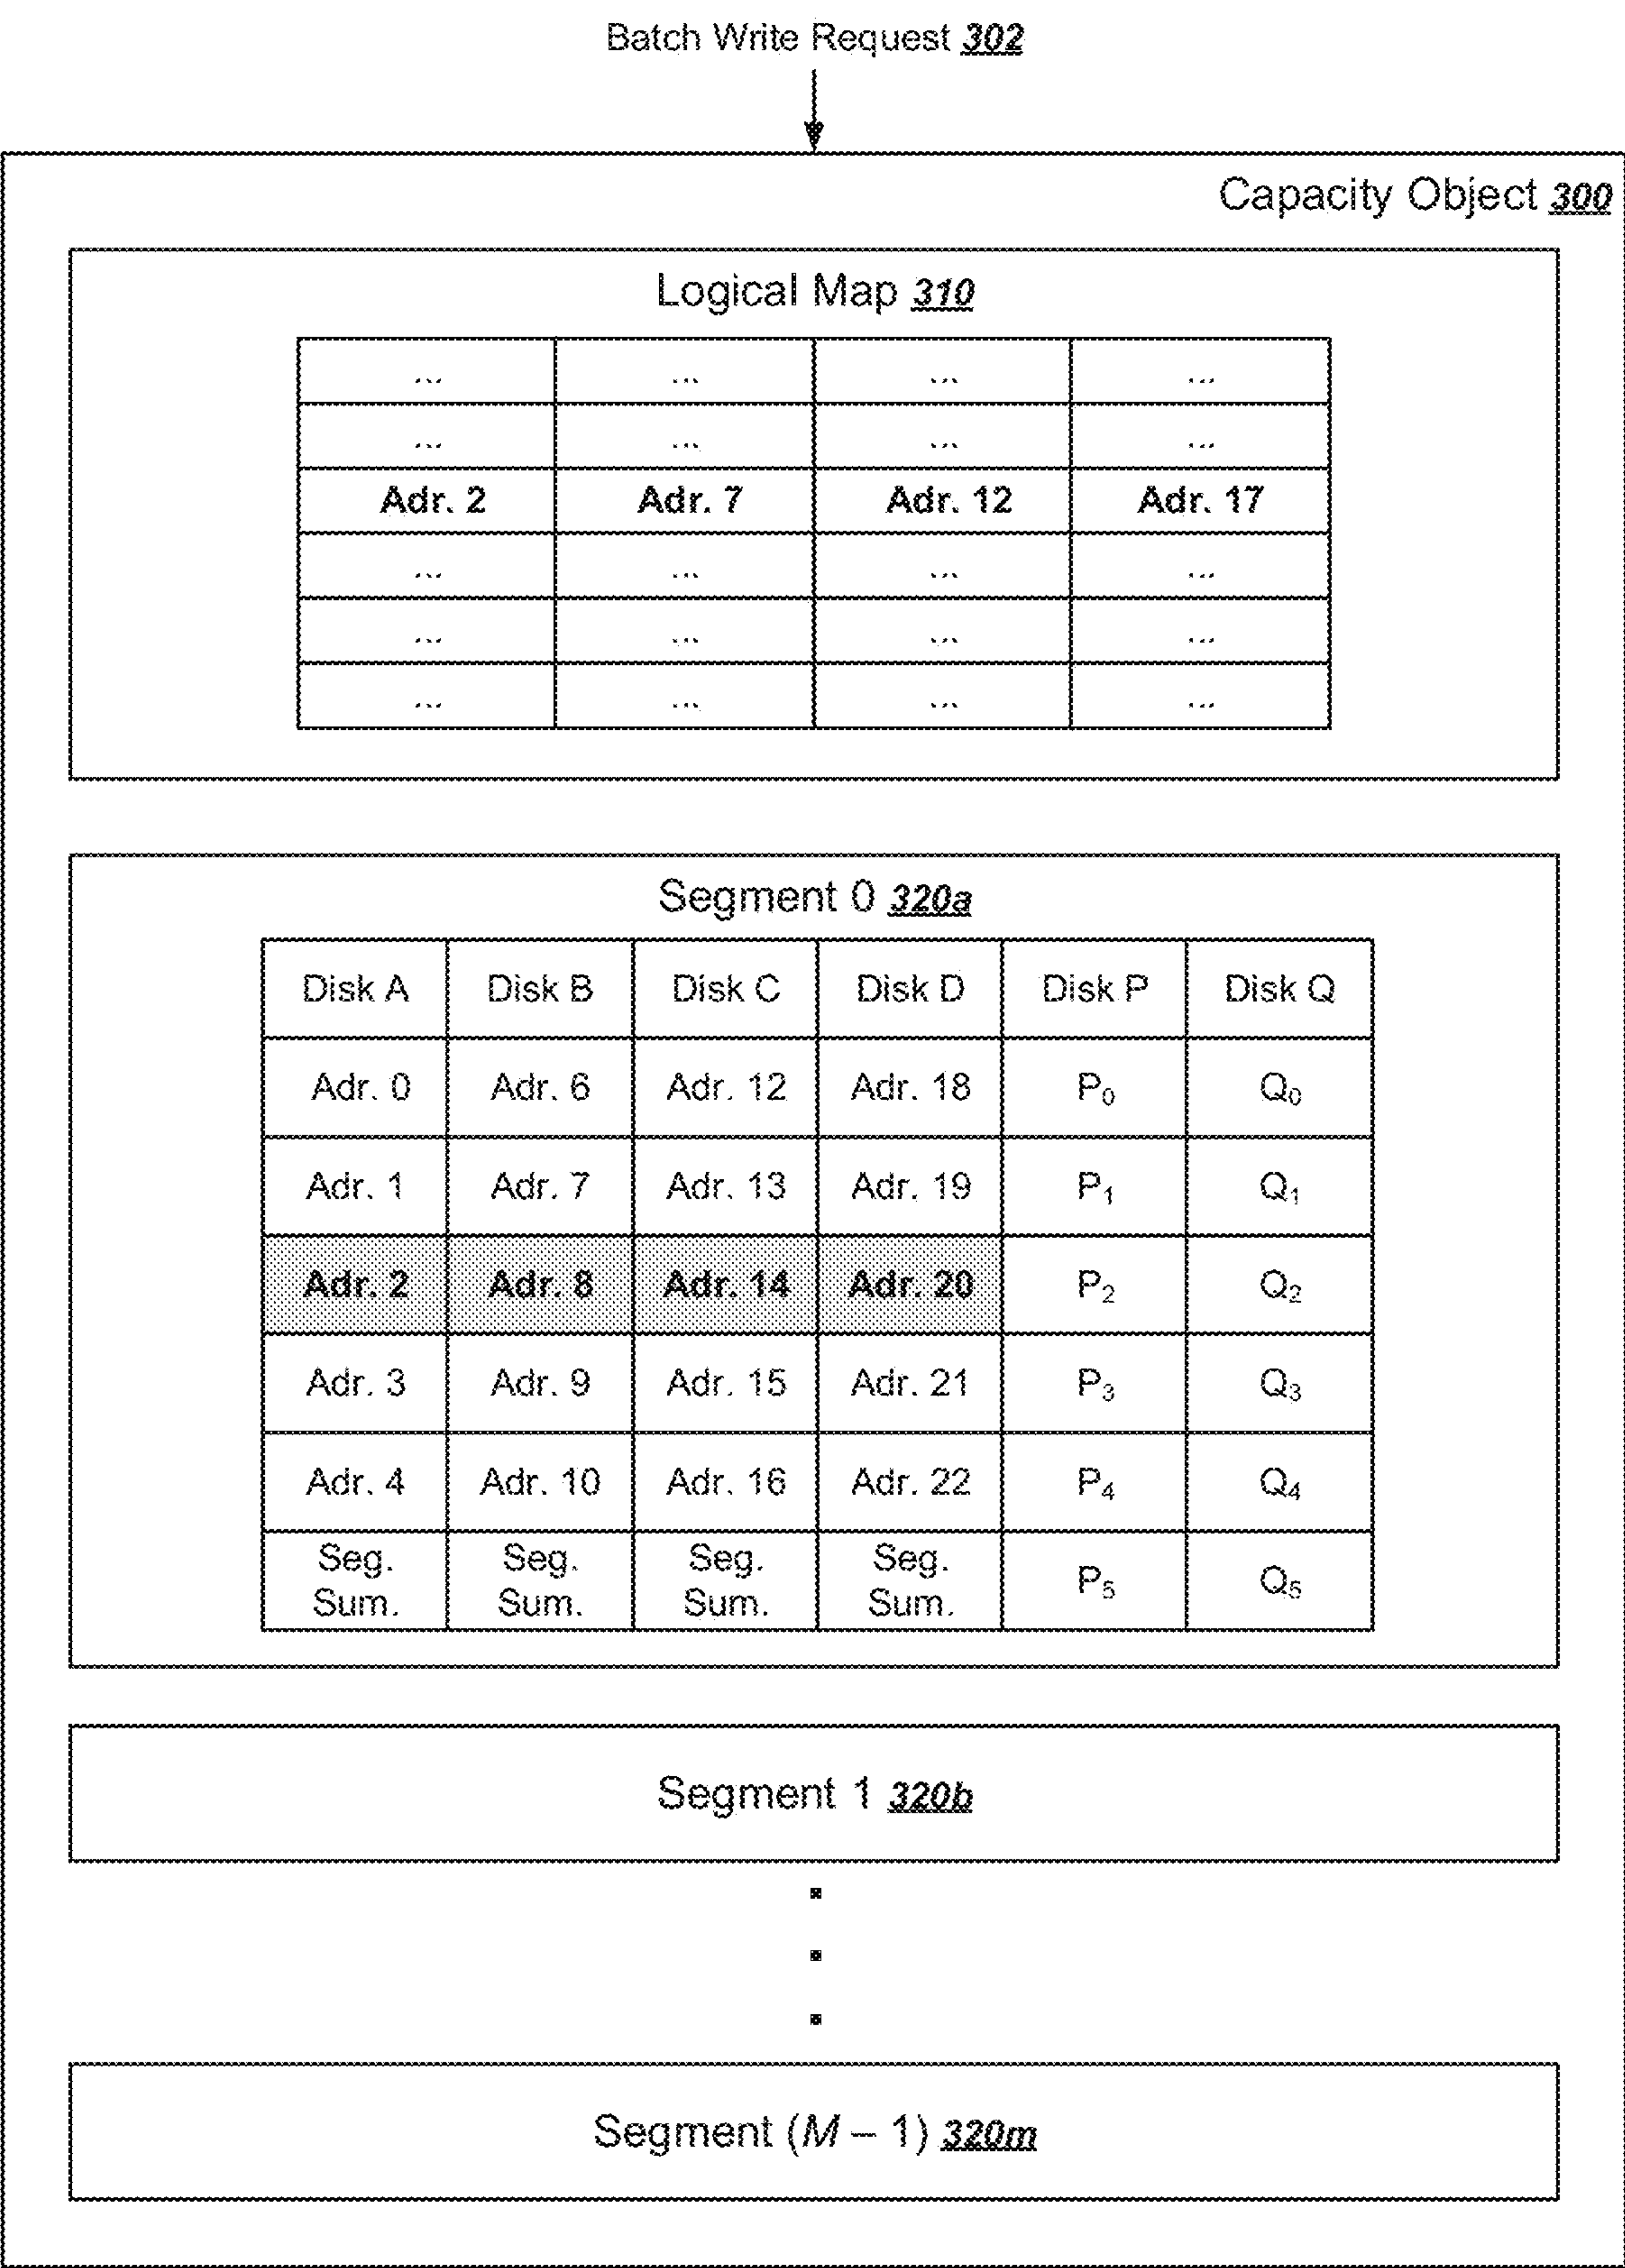 Batch Write Request 302
Capacity Object 300
Logical Map 310
... ... ... ...
... ... ... ...
Adr. 2 Adr. 7 Adr. 12 Adr. 17
... ... ... ...
... ... ... ...
... ... ... ...
Segment 0 320a
Disk A Disk B Disk C Disk D Disk P Disk Q
Adr. 0 Adr. 6 Adr. 12 Adr. 18 P₀ Q₀
Adr. 1 Adr. 7 Adr. 13 Adr. 19 P₁ Q₁
Adr. 2 Adr. 8 Adr. 14 Adr. 20 P₂ Q₂
Adr. 3 Adr. 9 Adr. 15 Adr. 21 P₃ Q₃
Adr. 4 Adr. 10 Adr. 16 Adr. 22 P₄ Q₄
Seg. Seg. Seg. Seg. P₅ Q₅
Sum. Sum. Sum. Sum.
Segment 1 320b
Segment (M – 1) 320m